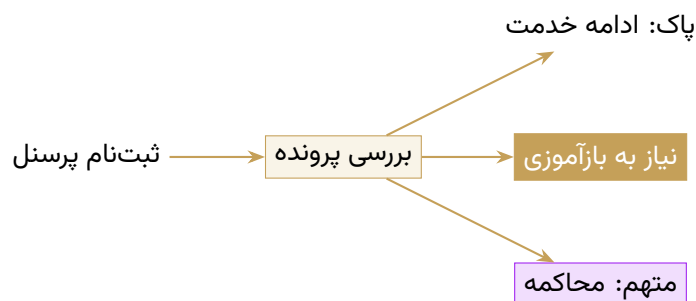 پاک: ادامه خدمت
ثبت‌نام پرسنل
بررسی پرونده
نیاز به بازآموزی
متهم: محاکمه